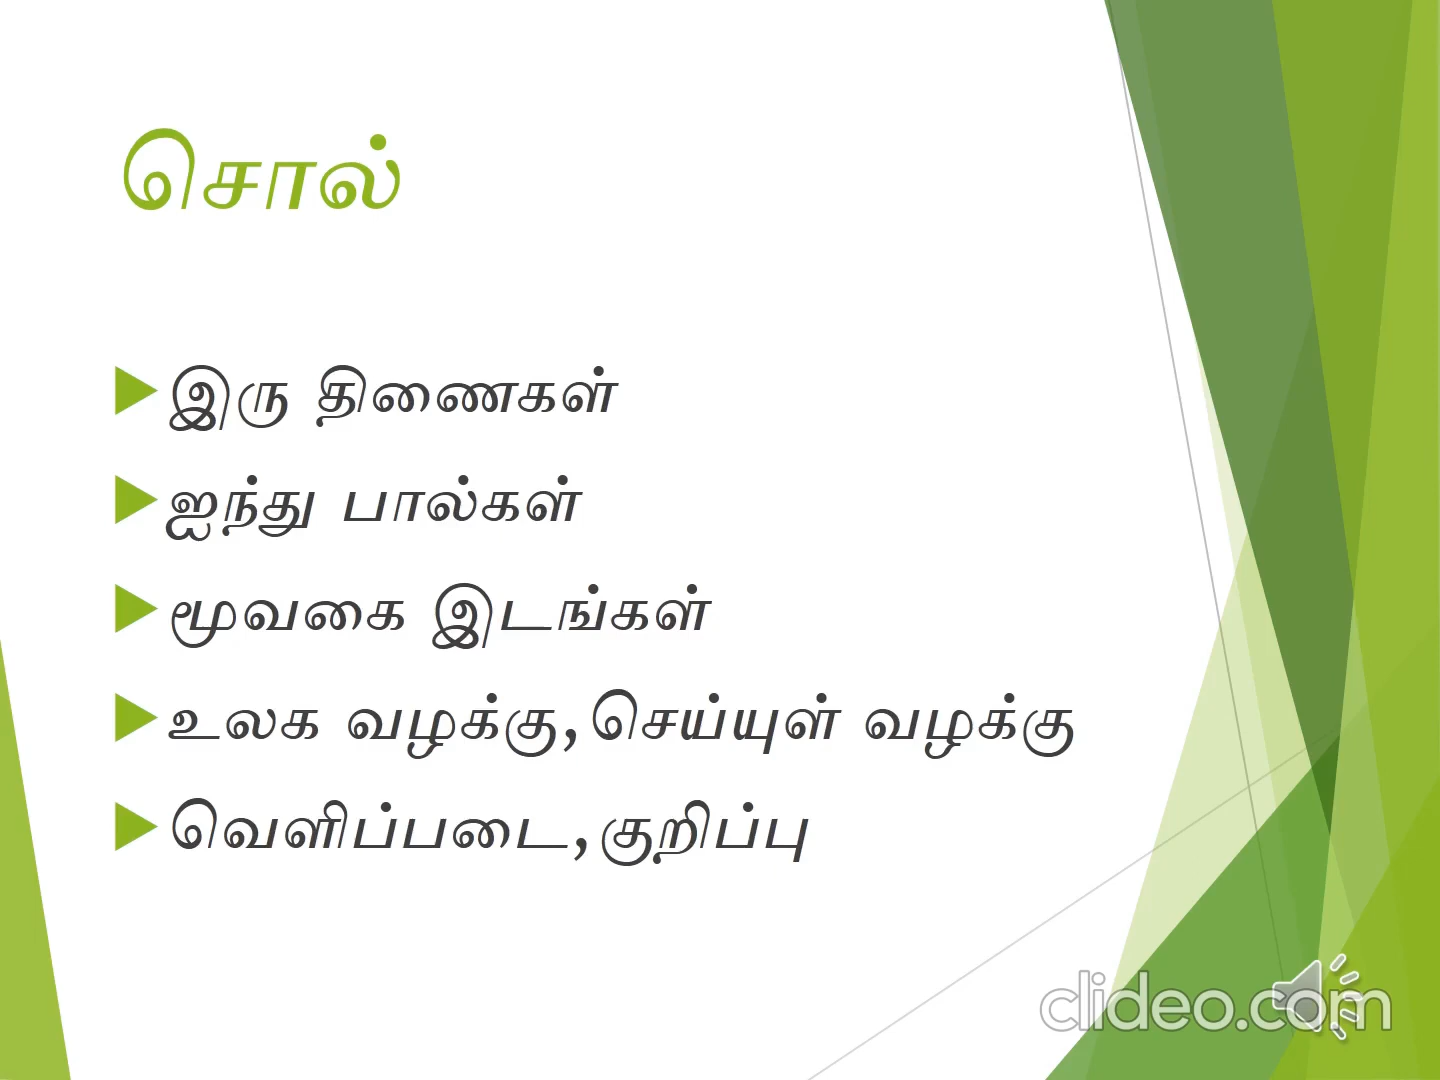 சொல்
இரு திணைகள்
ஐந்து பால்கள்
மூவகை இடங்கள்
உலக வழக்கு,செய்யுள் வழக்கு
வெளிப்படை,குறிப்பு
clideo.com